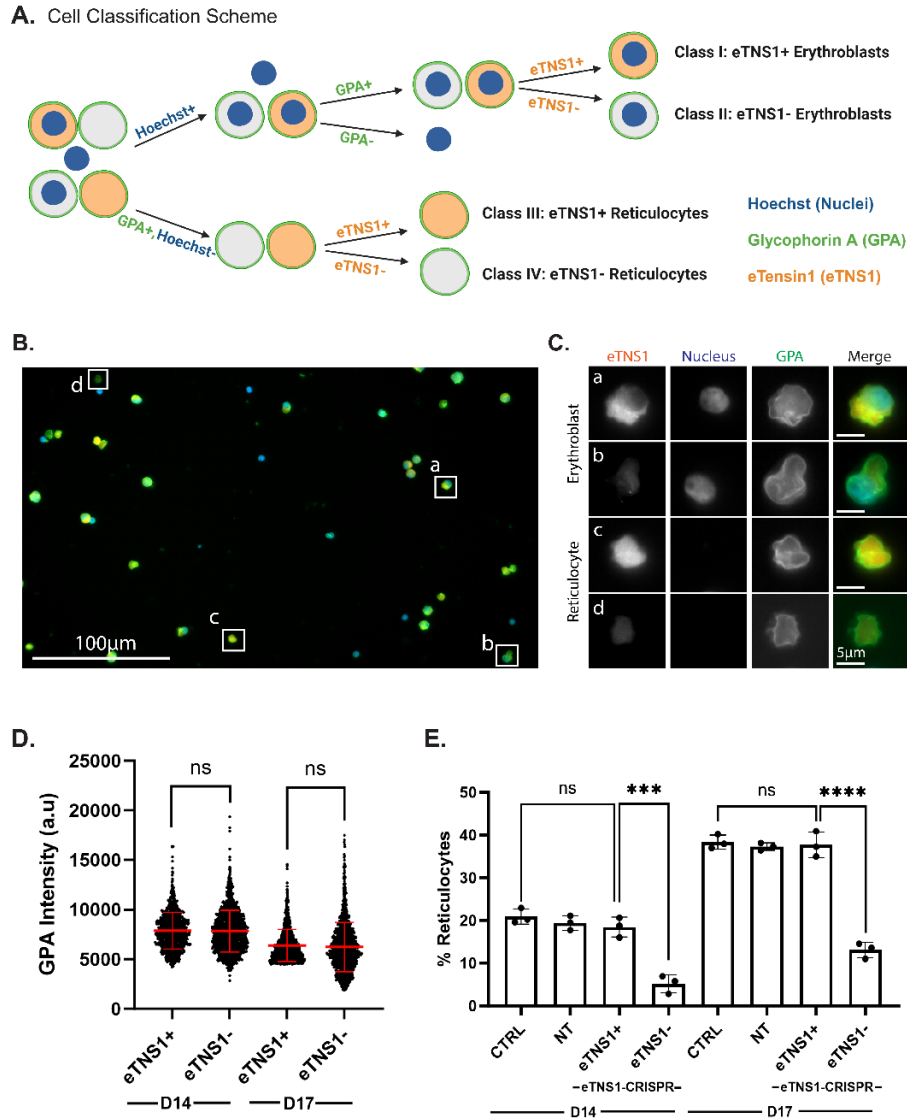 A. Cell Classification Scheme
Hoechst+
GPA+
GPA-
eTNS1+
eTNS1-
Class I: eTNS1+ Erythroblasts
Class II: eTNS1- Erythroblasts
GPA+, Hoechst-
eTNS1+
eTNS1-
Class III: eTNS1+ Reticulocytes
Class IV: eTNS1- Reticulocytes
Hoechst (Nuclei)
Glycophorin A (GPA)
eTensin1 (eTNS1)
B.
d
a
c
b
100µm
C.
eTNS1 Nucleus GPA Merge
a
b
c
d
Erythroblast
Reticulocyte
5µm
D.
GPA Intensity (a.u)
25000
20000
15000
10000
5000
0
ns
ns
eTNS1+ eTNS1- eTNS1+ eTNS1-
D14 D17
E.
% Reticulocytes
50
40
30
20
10
0
ns *** ns ****
CTRL NT eTNS1+ eTNS1- CTRL NT eTNS1+ eTNS1-
–eTNS1-CRISPR– –eTNS1-CRISPR–
D14 D17